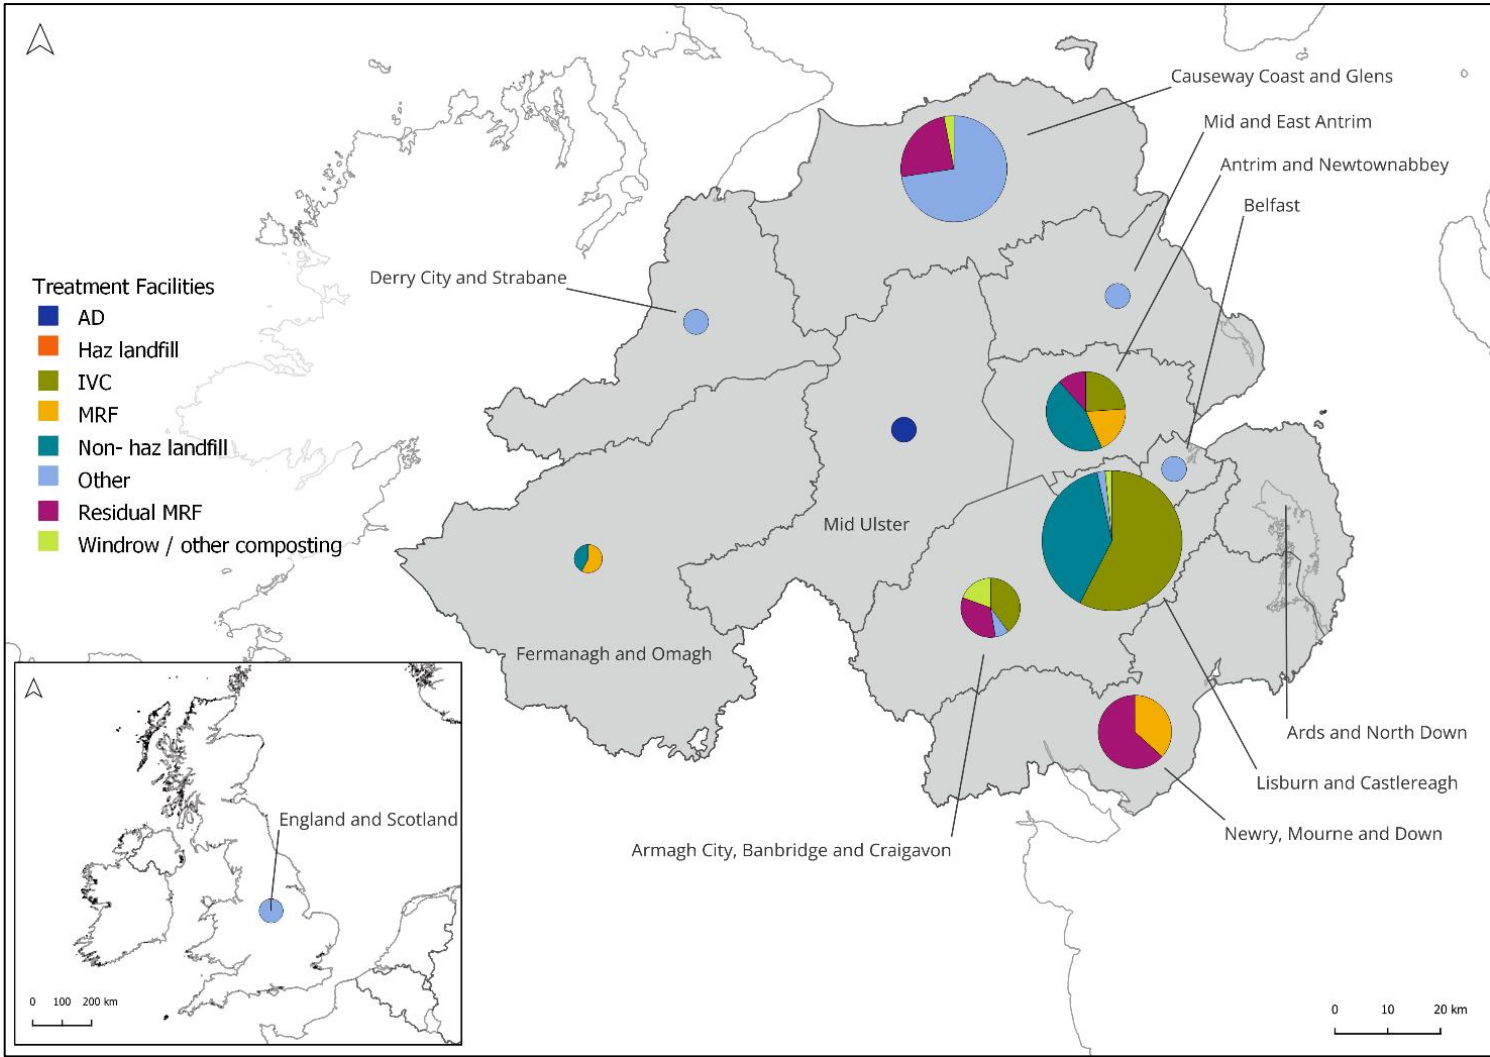 Causeway Coast and Glens
Mid and East Antrim
Antrim and Newtownabbey
Belfast
Derry City and Strabane
Treatment Facilities
AD
Haz landfill
IVC
MRF
Non- haz landfill
Other
Residual MRF
Windrow / other composting
Mid Ulster
Fermanagh and Omagh
Ards and North Down
Lisburn and Castlereagh
Newry, Mourne and Down
Armagh City, Banbridge and Craigavon
England and Scotland
0 100 200 km
0 10 20 km